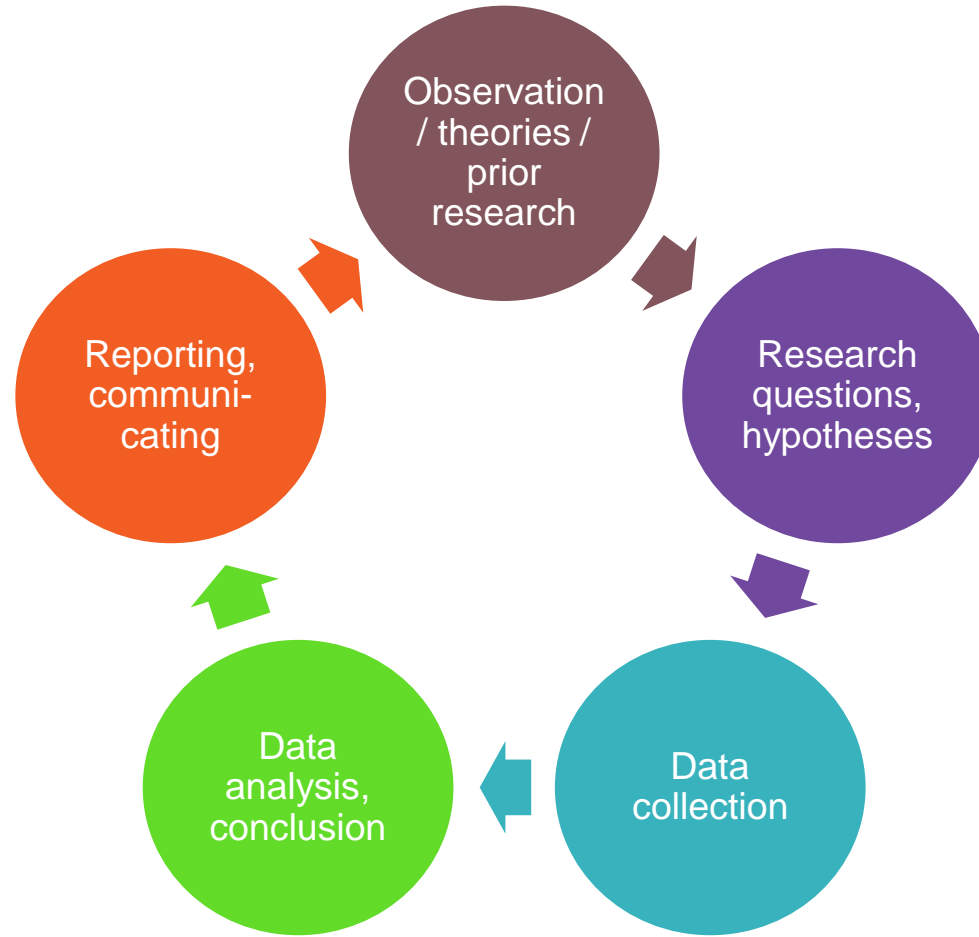 Observation
/ theories /
prior
research
Research
questions,
hypotheses
Data
collection
Data
analysis,
conclusion
Reporting,
communi-
cating